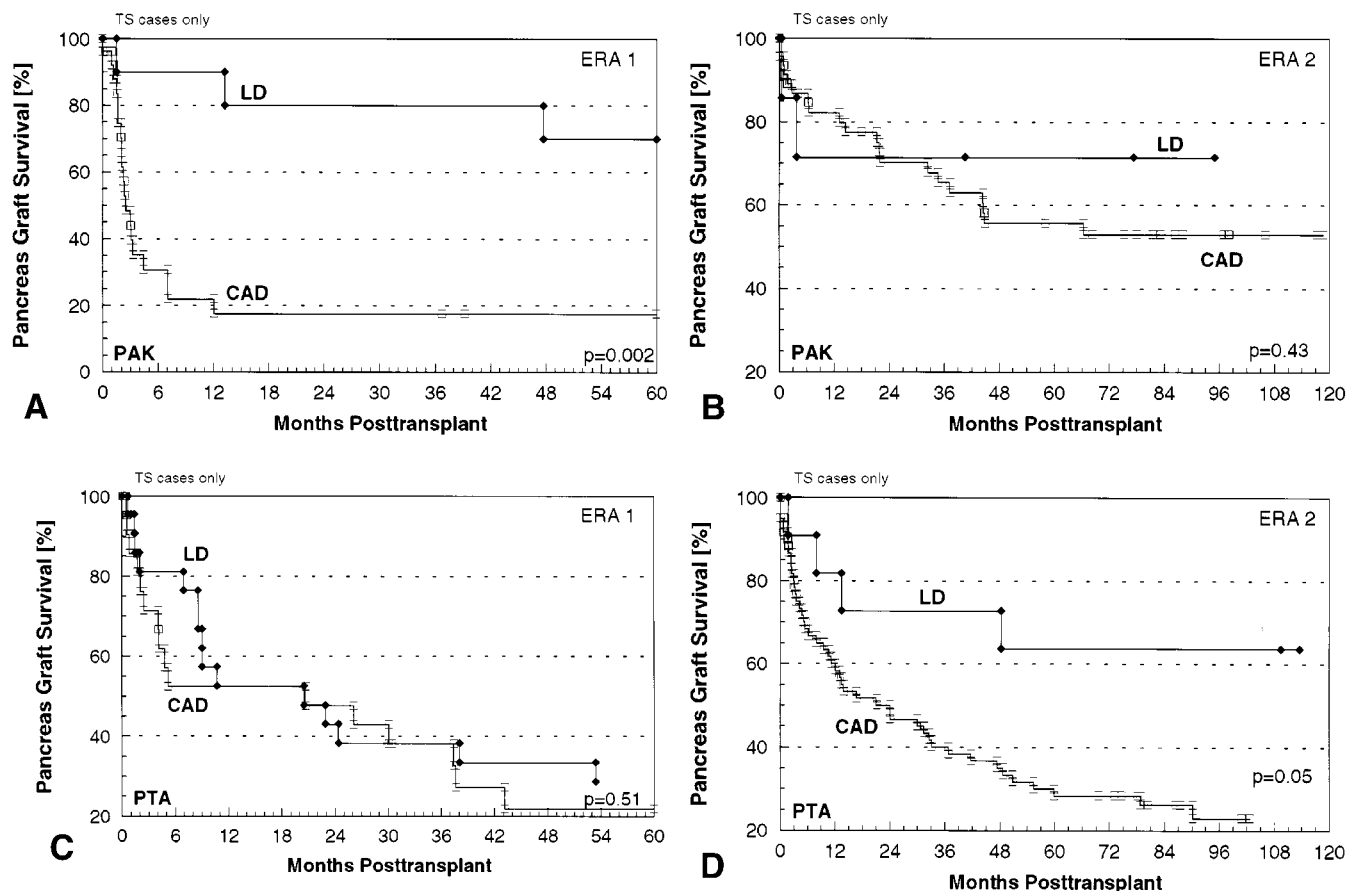 TS cases only
100
80
60
40
20
0
Pancreas Graft Survival [%]
ERA 1
LD
CAD
PAK
p=0.002
0 6 12 18 24 30 36 42 48 54 60
Months Posttransplant
A
TS cases only
100
80
60
40
20
Pancreas Graft Survival [%]
ERA 2
LD
CAD
PAK
p=0.43
0 12 24 36 48 60 72 84 96 108 120
Months Posttransplant
B
TS cases only
100
80
60
40
20
Pancreas Graft Survival [%]
ERA 1
LD
CAD
PTA
p=0.51
0 6 12 18 24 30 36 42 48 54 60
Months Posttransplant
C
TS cases only
100
80
60
40
20
Pancreas Graft Survival [%]
ERA 2
LD
CAD
p=0.05
PTA
0 12 24 36 48 60 72 84 96 108 120
Months Posttransplant
D